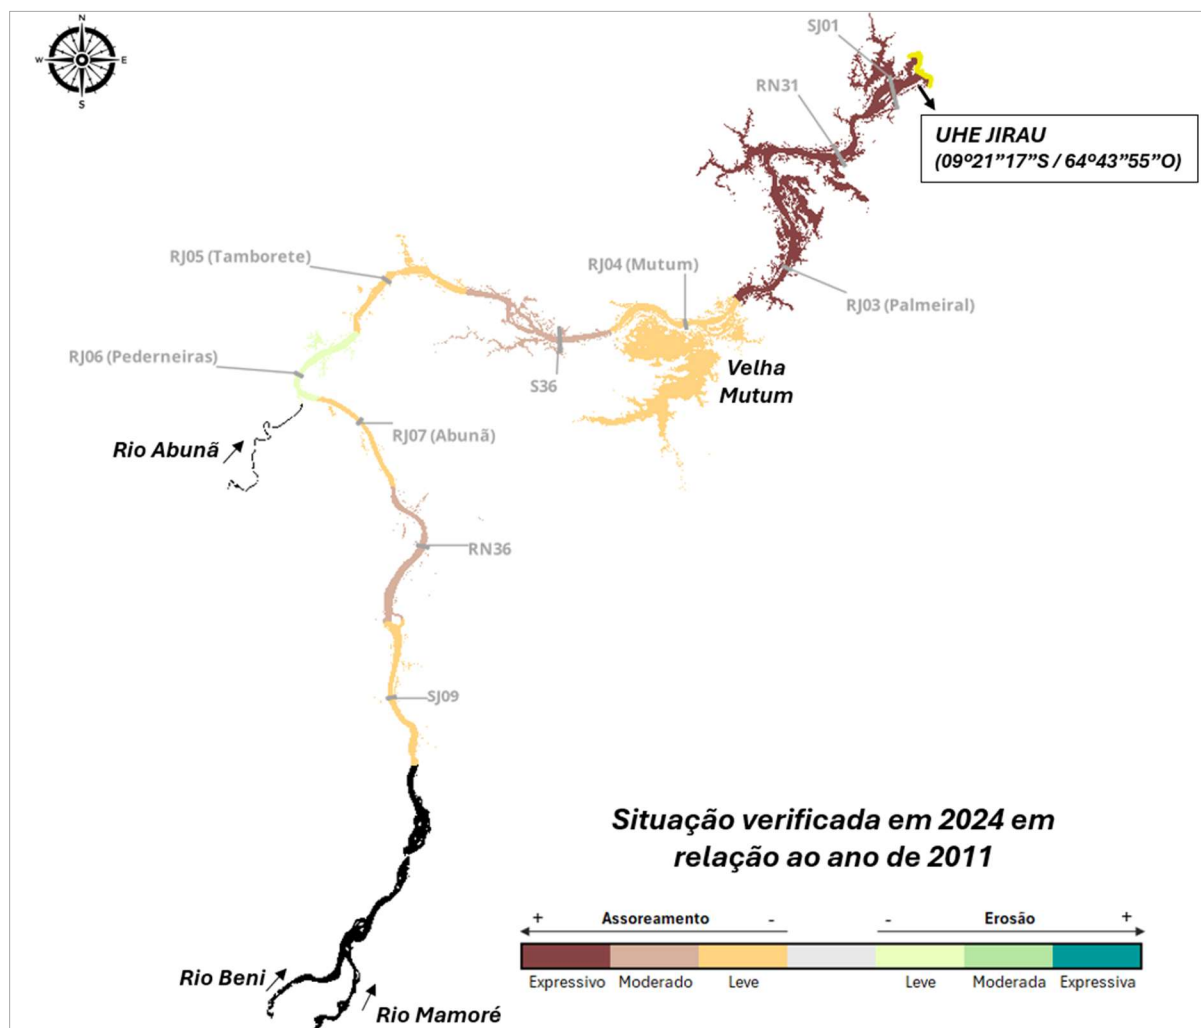 N
W
E
S
SJ01
RN31
UHE JIRAU
(09º21”17”S / 64º43”55”O)
RJ05 (Tamborete)
RJ04 (Mutum)
RJ03 (Palmeiral)
RJ06 (Pederneiras)
S36
Velha
Mutum
RJ07 (Abunã)
Rio Abunã
RN36
SJ09
Situação verificada em 2024 em
relação ao ano de 2011
+ Assoreamento - - Erosão +
Expressivo Moderado Leve Leve Moderada Expressiva
Rio Beni
Rio Mamoré